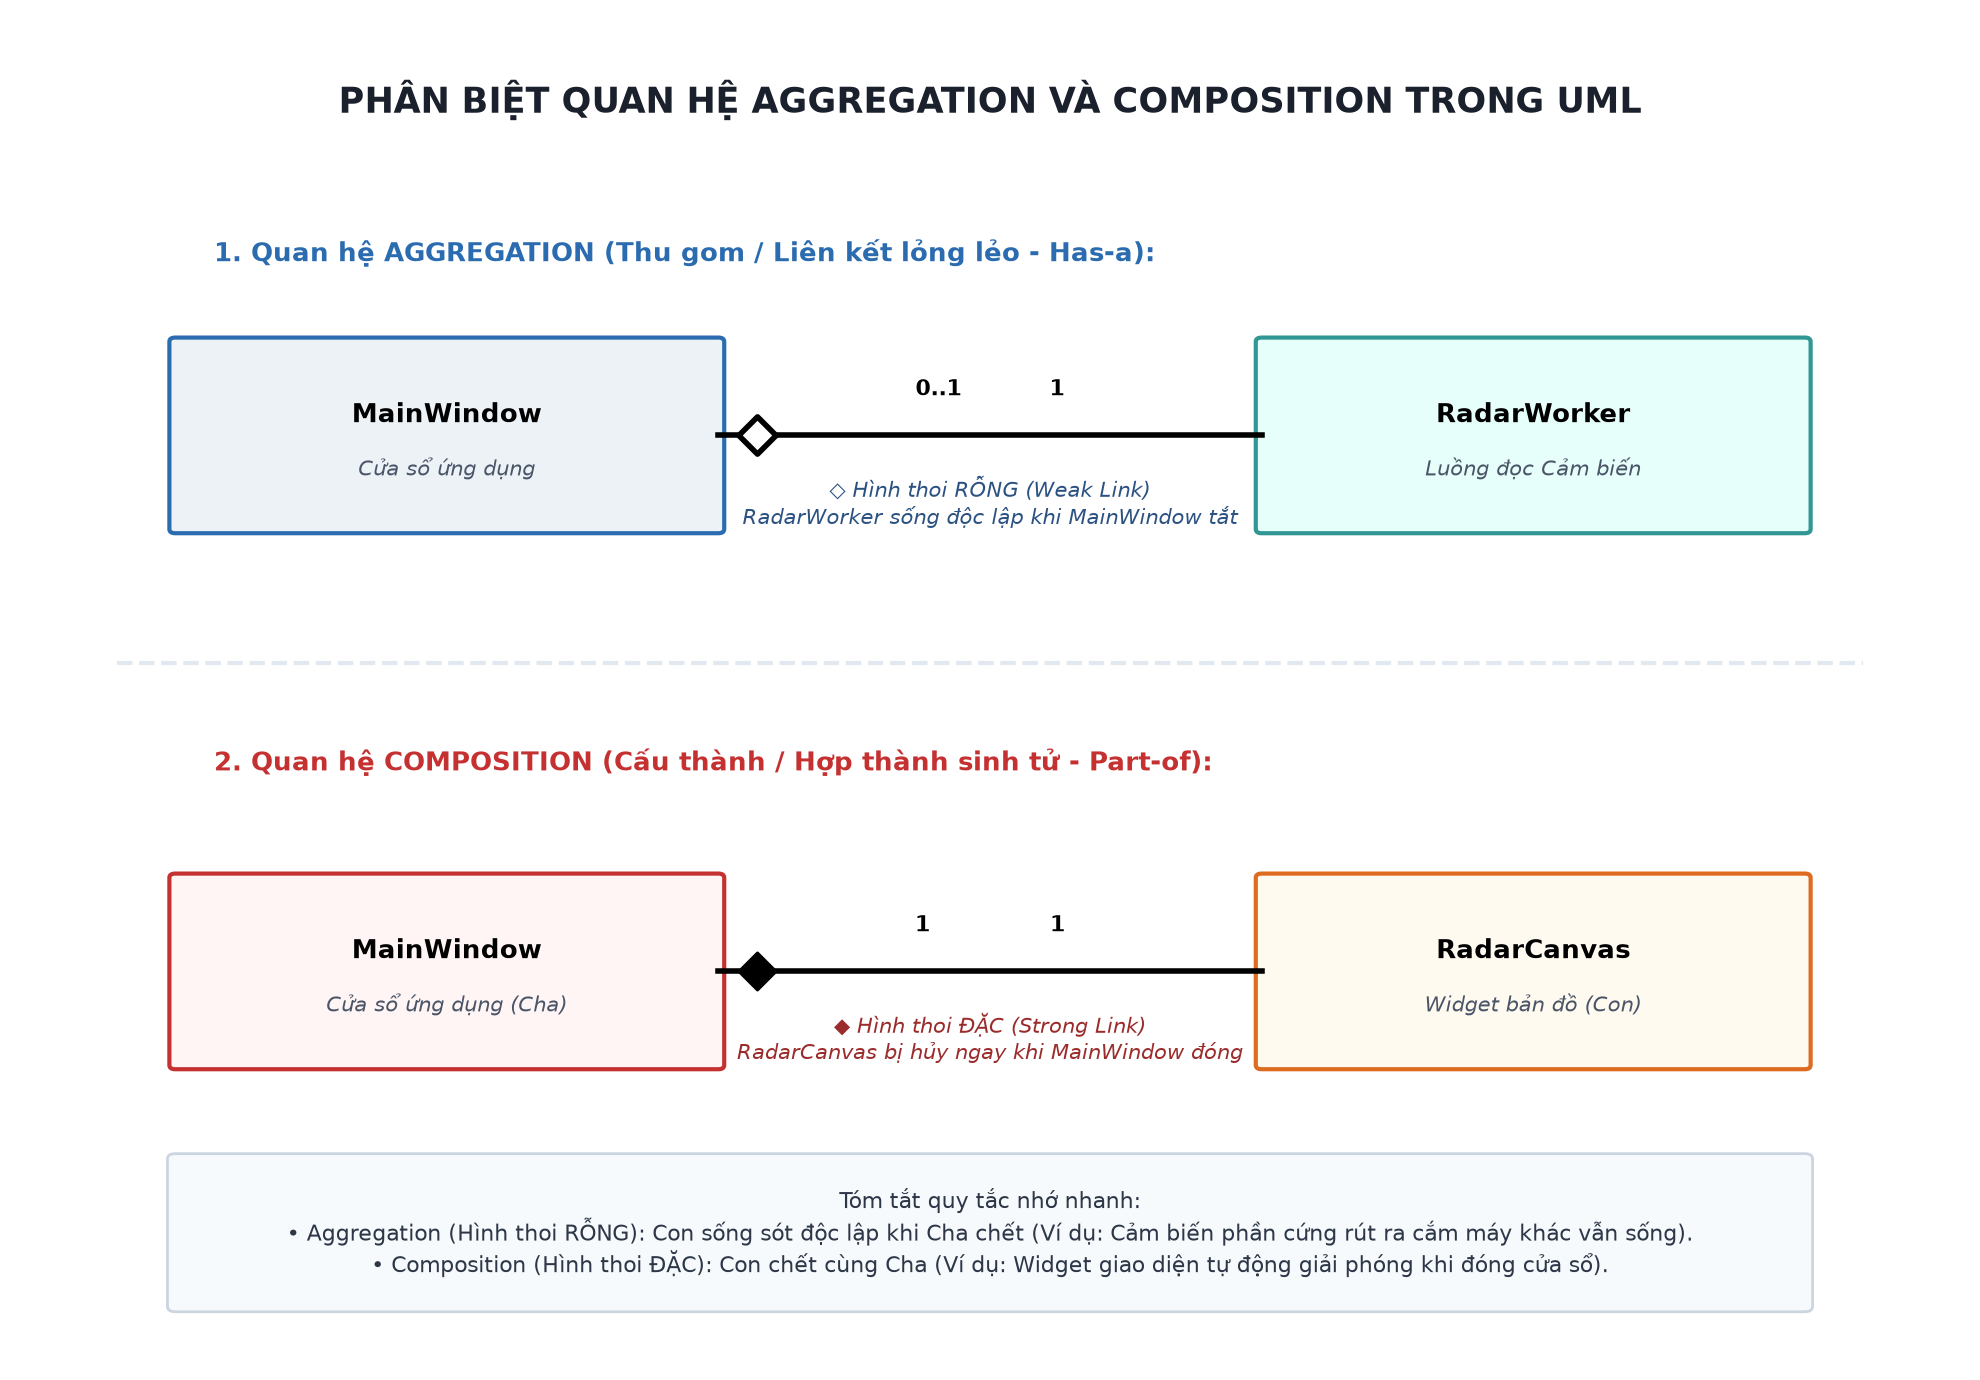 PHÂN BIỆT QUAN HỆ AGGREGATION VÀ COMPOSITION TRONG UML
1. Quan hệ AGGREGATION (Thu gom / Liên kết lỏng lẻo - Has-a):
MainWindow
Cửa sổ ứng dụng
0..1
1
RadarWorker
Luồng đọc Cảm biến
◇ Hình thoi RỖNG (Weak Link)
RadarWorker sống độc lập khi MainWindow tắt
2. Quan hệ COMPOSITION (Cấu thành / Hợp thành sinh tử - Part-of):
MainWindow
Cửa sổ ứng dụng (Cha)
1
1
RadarCanvas
Widget bản đồ (Con)
◆ Hình thoi ĐẶC (Strong Link)
RadarCanvas bị hủy ngay khi MainWindow đóng
Tóm tắt quy tắc nhớ nhanh:
• Aggregation (Hình thoi RỖNG): Con sống sót độc lập khi Cha chết (Ví dụ: Cảm biến phần cứng rút ra cắm máy khác vẫn sống).
• Composition (Hình thoi ĐẶC): Con chết cùng Cha (Ví dụ: Widget giao diện tự động giải phóng khi đóng cửa sổ).